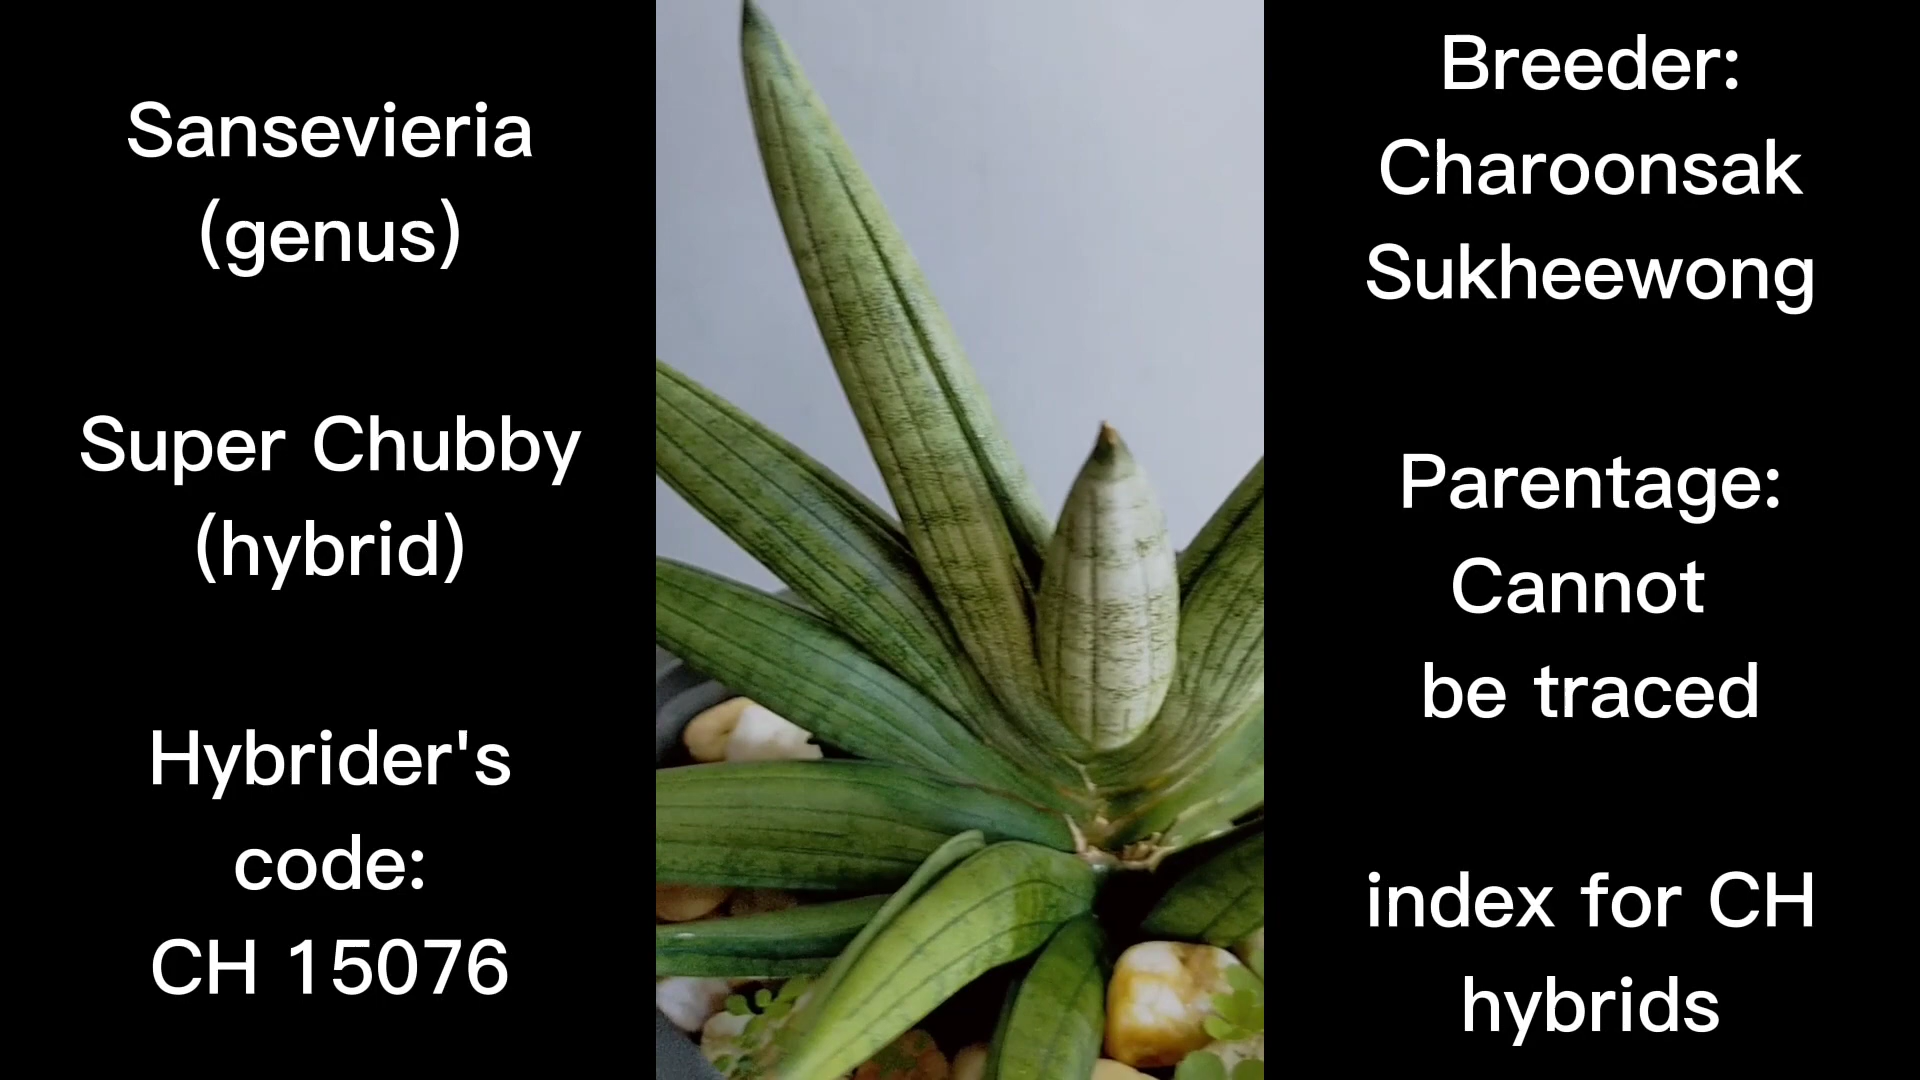 Sansevieria
(genus)
Super Chubby
(hybrid)
Hybrider's
code:
CH 15076
Breeder:
Charoonsak
Sukheewong
Parentage:
Cannot
be traced
index for CH
hybrids